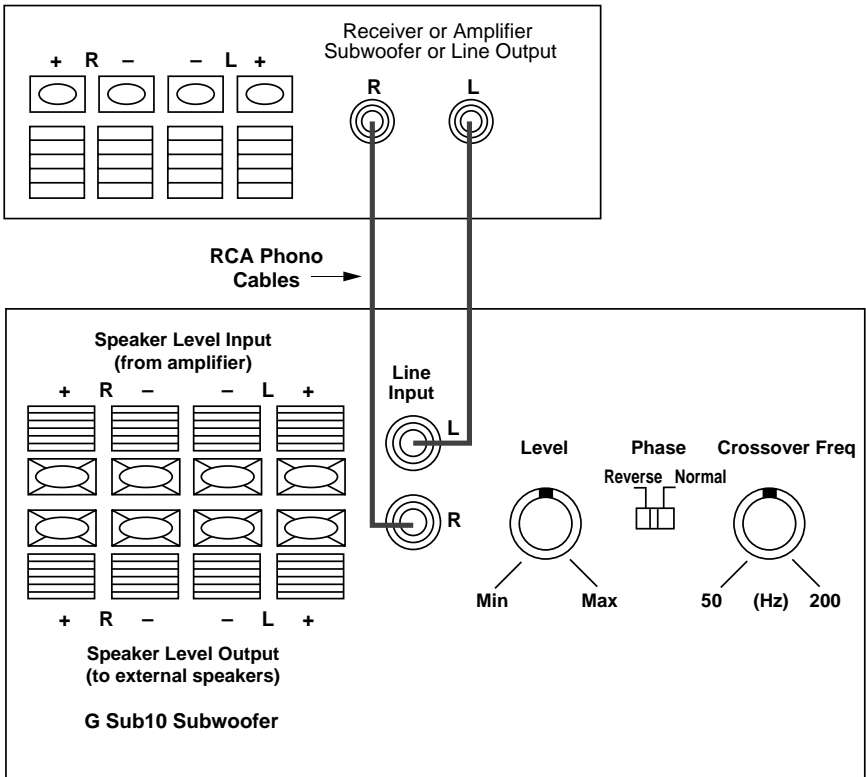 Receiver or Amplifier
Subwoofer or Line Output
+ R – – L +
R L
RCA Phono
Cables
Speaker Level Input
(from amplifier)
+ R – – L +
Line
Input
L
R
Level
Min Max
Phase
Reverse Normal
Crossover Freq
50 (Hz) 200
+ R – – L +
Speaker Level Output
(to external speakers)
G Sub10 Subwoofer